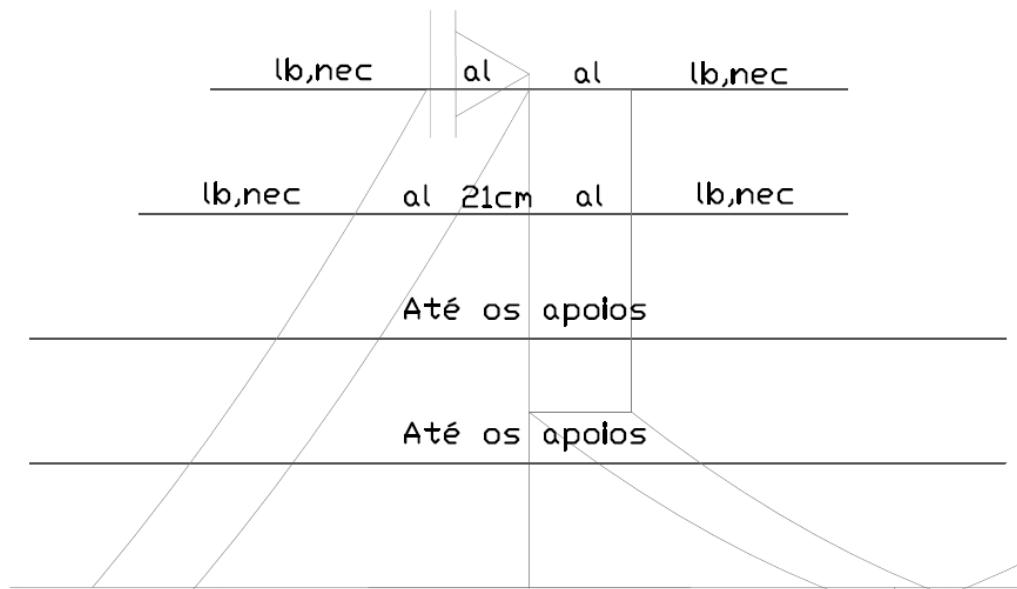 lb,nec al al lb,nec
lb,nec al 21cm al lb,nec
Até os apoios
Até os apoios